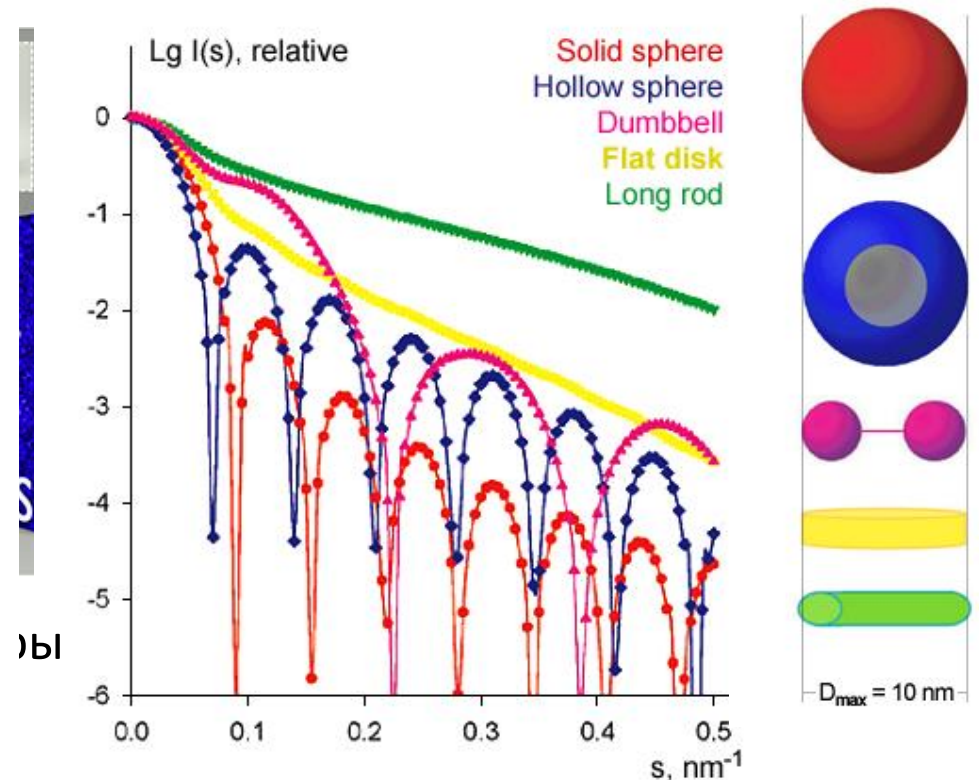 Lg I(s), relative
Solid sphere
Hollow sphere
Dumbbell
Flat disk
Long rod
0
-1
-2
-3
-4
-5
-6
0.0 0.1 0.2 0.3 0.4 0.5
s, nm⁻¹
Dmax = 10 nm
ры